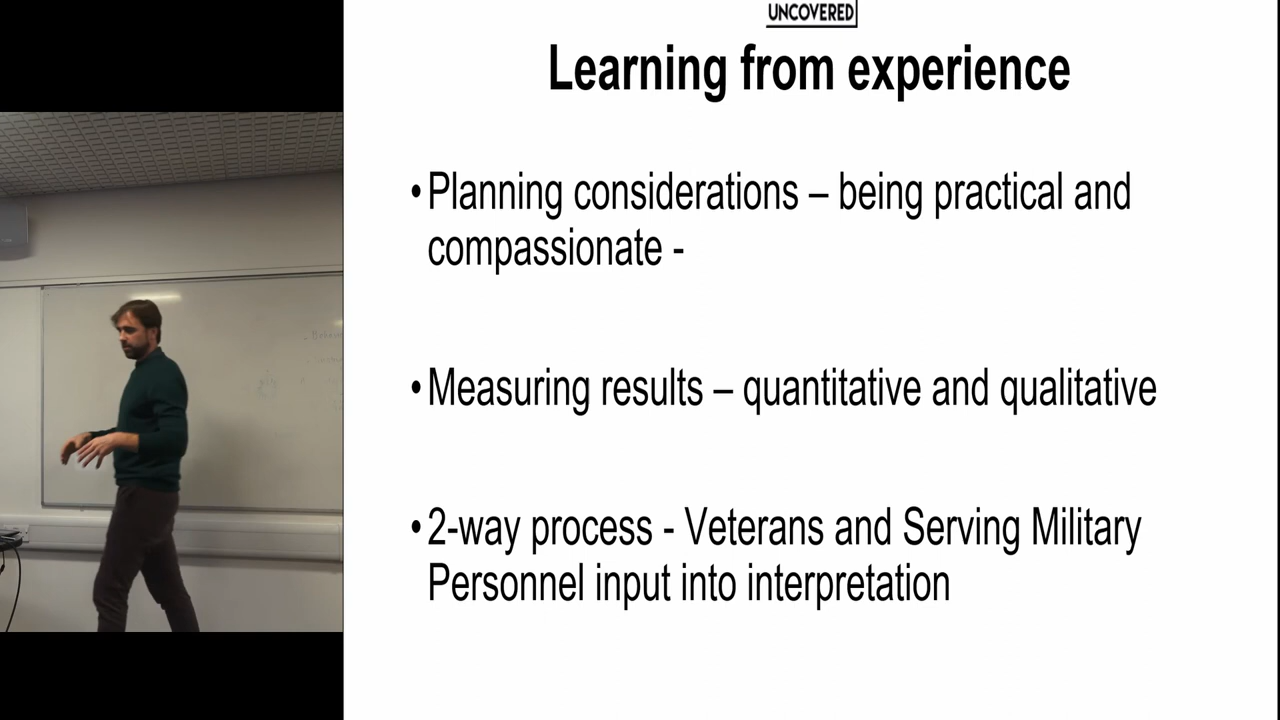 UNCOVERED
Learning from experience
•Planning considerations – being practical and
compassionate -
•Measuring results – quantitative and qualitative
•2-way process - Veterans and Serving Military
Personnel input into interpretation